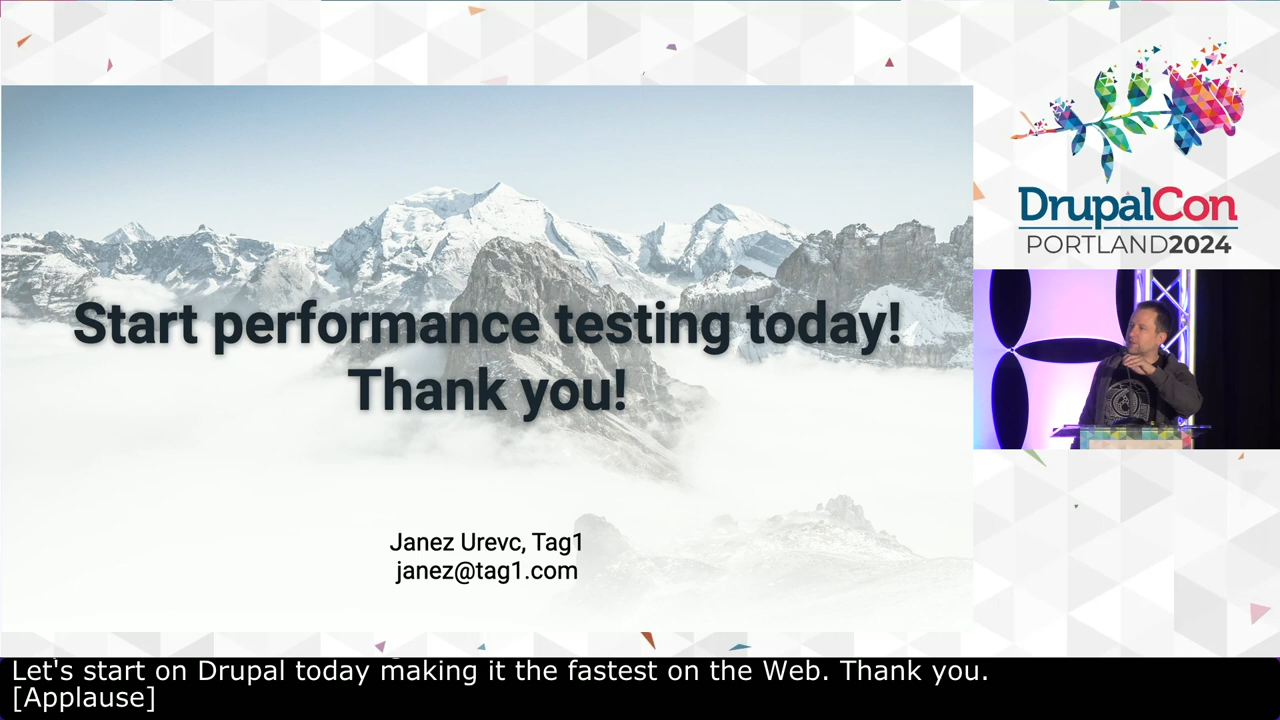 Start performance testing today!
Thank you!
Janez Urevc, Tag1
janez@tag1.com
DrupalCon
PORTLAND2024
Let's start on Drupal today making it the fastest on the Web. Thank you.
[Applause]